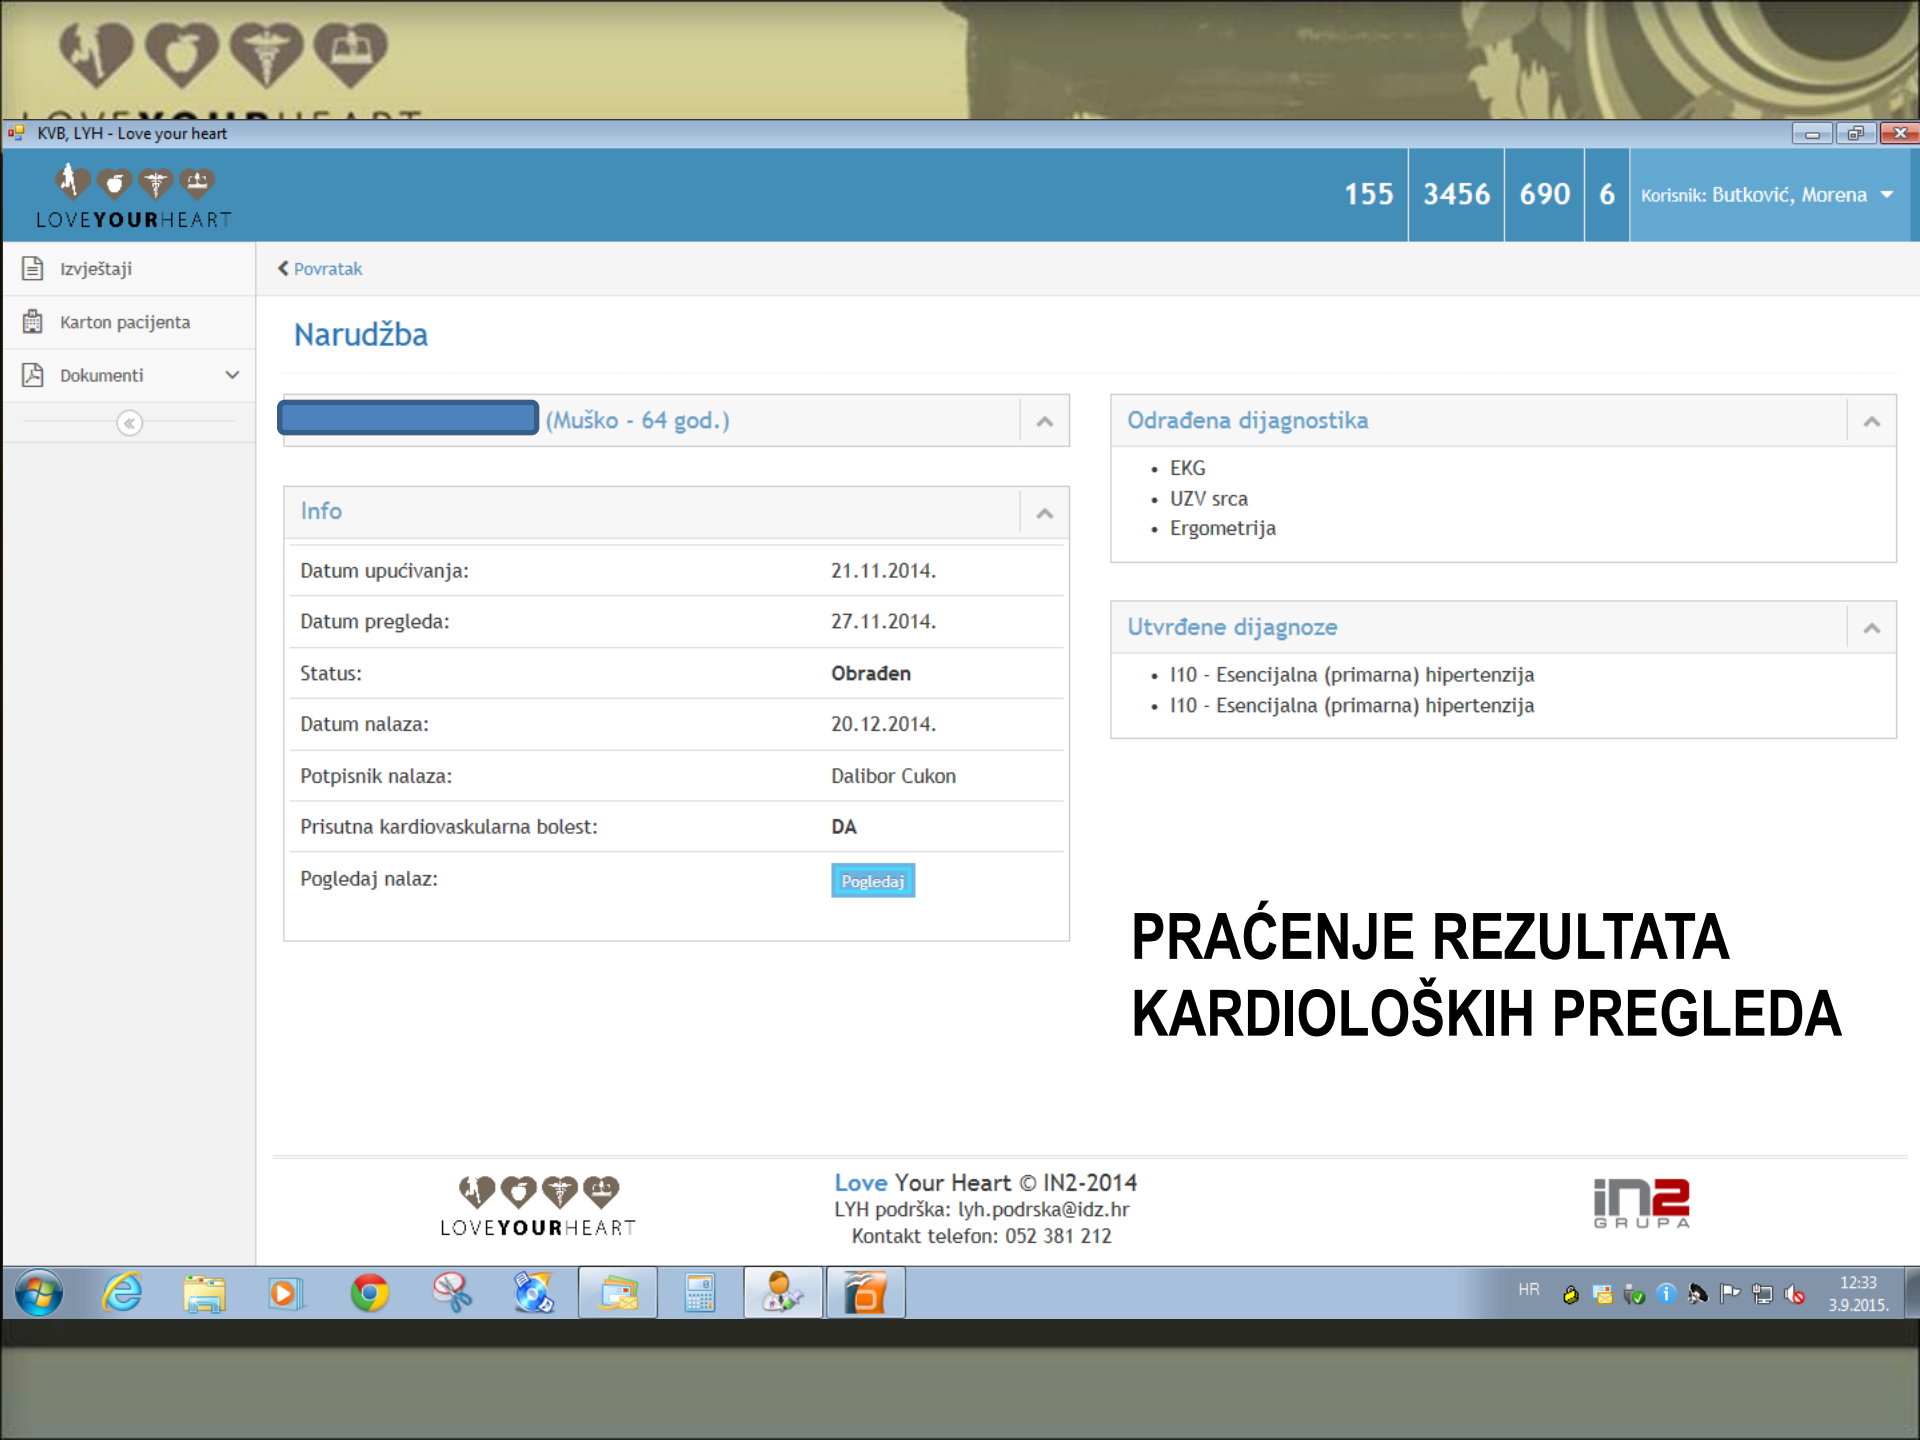 LOVEYOURHEART
KVB, LYH - Love your heart
LOVEYOURHEART
155 3456 690 6 Korisnik: Butković, Morena
Izvještaji
Karton pacijenta
Dokumenti
Povratak
Narudžba
(Muško - 64 god.)
Info
Datum upućivanja: 21.11.2014.
Datum pregleda: 27.11.2014.
Status: Obrađen
Datum nalaza: 20.12.2014.
Potpisnik nalaza: Dalibor Cukon
Prisutna kardiovaskularna bolest: DA
Pogledaj nalaz: Pogledaj
Odrađena dijagnostika
• EKG
• UZV srca
• Ergometrija
Utvrđene dijagnoze
• I10 - Esencijalna (primarna) hipertenzija
• I10 - Esencijalna (primarna) hipertenzija
PRAĆENJE REZULTATA
KARDIOLOŠKIH PREGLEDA
LOVEYOURHEART
Love Your Heart © IN2-2014
LYH podrška: lyh.podrska@idz.hr
Kontakt telefon: 052 381 212
in2
GRUPA
HR
12:33
3.9.2015.